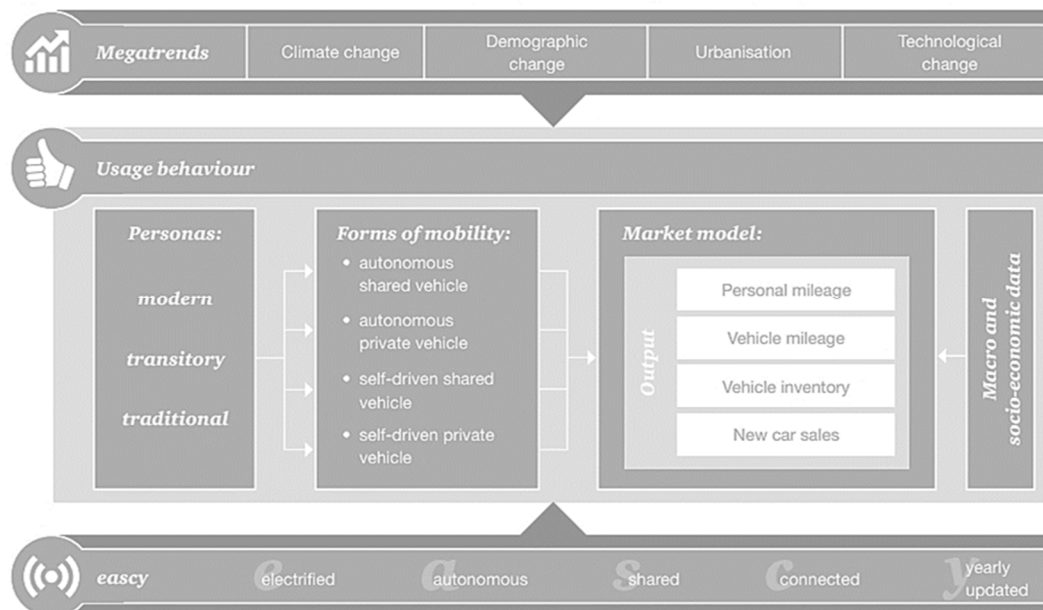 Megatrends
Climate change
Demographic
change
Urbanisation
Technological
change
Usage behaviour
Personas:
modern
transitory
traditional
Forms of mobility:
• autonomous
shared vehicle
• autonomous
private vehicle
• self-driven shared
vehicle
• self-driven private
vehicle
Market model:
Output
Personal mileage
Vehicle mileage
Vehicle inventory
New car sales
Macro and
socio-economic data
eascy
e electrified
a autonomous
s shared
c connected
y yearly
updated